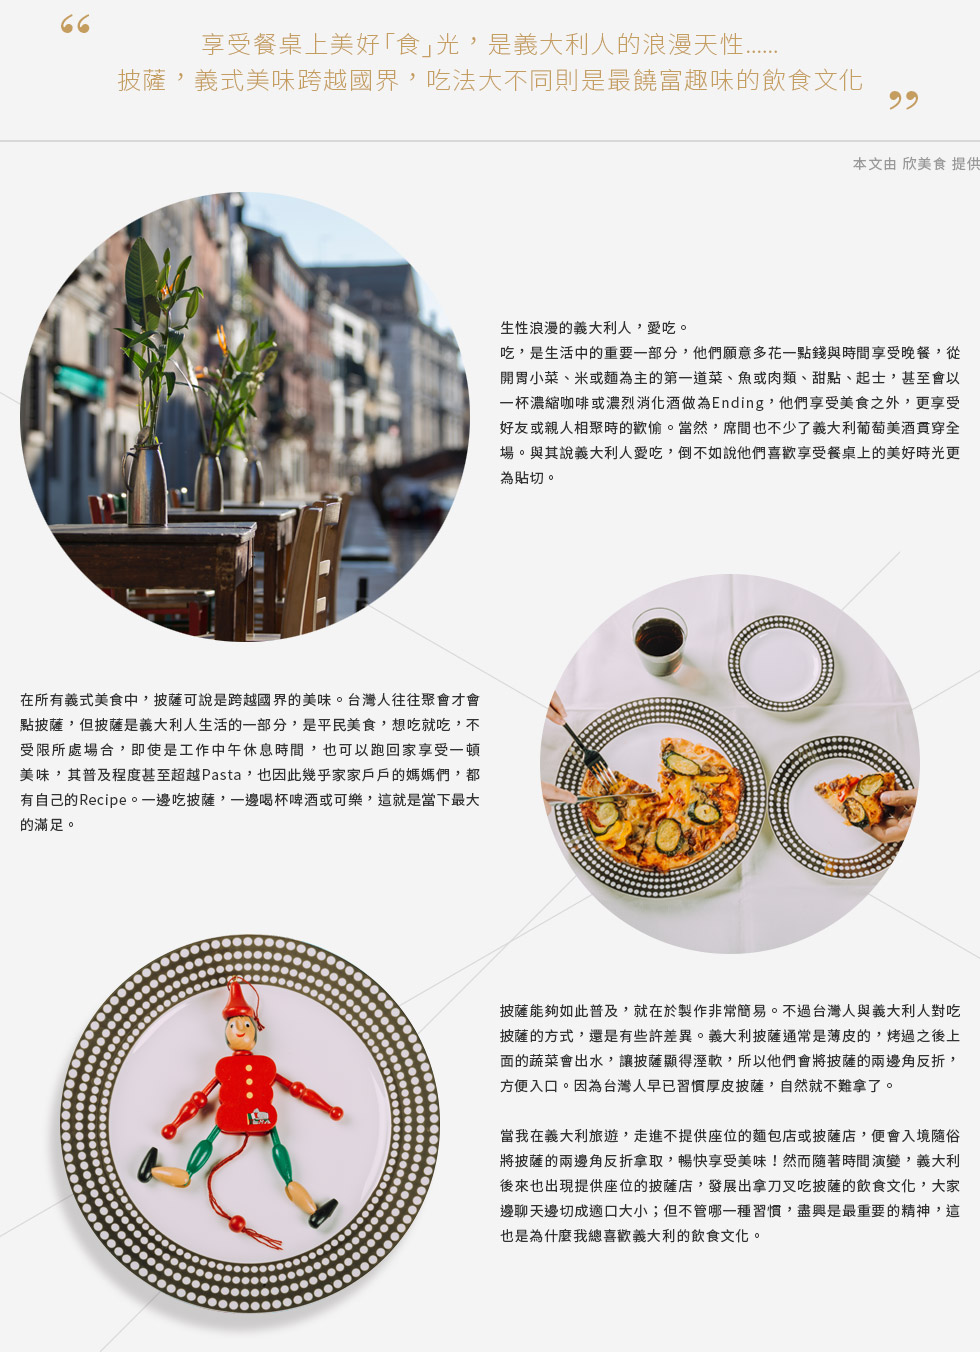 享受餐桌上美好「食」光，是義大利人的浪漫天性......
披薩，義式美味跨越國界，吃法大不同則是最饒富趣味的飲食文化
本文由 欣美食 提供
生性浪漫的義大利人，愛吃。
吃，是生活中的重要一部分，他們願意多花一點錢與時間享受晚餐，從
開胃小菜、米或麵為主的第一道菜、魚或肉類、甜點、起士，甚至會以
一杯濃縮咖啡或濃烈消化酒做為Ending，他們享受美食之外，更享受
好友或親人相聚時的歡愉。當然，席間也不少了義大利葡萄美酒貫穿全
場。與其說義大利人愛吃，倒不如說他們喜歡享受餐桌上的美好時光更
為貼切。
在所有義式美食中，披薩可說是跨越國界的美味。台灣人往往聚會才會
點披薩，但披薩是義大利人生活的一部分，是平民美食，想吃就吃，不
受限所處場合，即使是工作中午休息時間，也可以跑回家享受一頓
美味，其普及程度甚至超越Pasta，也因此幾乎家家戶戶的媽媽們，都
有自己的Recipe。一邊吃披薩，一邊喝杯啤酒或可樂，這就是當下最大
的滿足。
披薩能夠如此普及，就在於製作非常簡易。不過台灣人與義大利人對吃
披薩的方式，還是有些許差異。義大利披薩通常是薄皮的，烤過之後上
面的蔬菜會出水，讓披薩顯得溼軟，所以他們會將披薩的兩邊角反折，
方便入口。因為台灣人早已習慣厚皮披薩，自然就不難拿了。
當我在義大利旅遊，走進不提供座位的麵包店或披薩店，便會入境隨俗
將披薩的兩邊角反折拿取，暢快享受美味！然而隨著時間演變，義大利
後來也出現提供座位的披薩店，發展出拿刀叉吃披薩的飲食文化，大家
邊聊天邊切成適口大小；但不管哪一種習慣，盡興是最重要的精神，這
也是為什麼我總喜歡義大利的飲食文化。